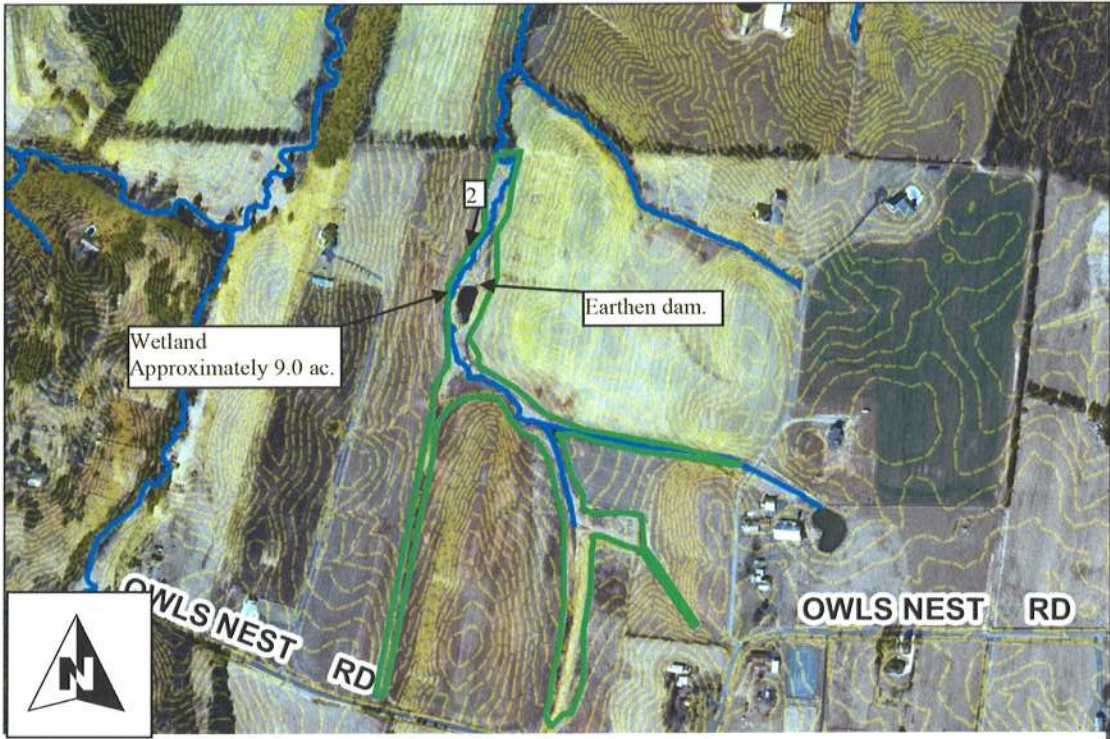 2
Earthen dam.
Wetland
Approximately 9.0 ac.
OWLS NEST RD
OWLS NEST RD
N